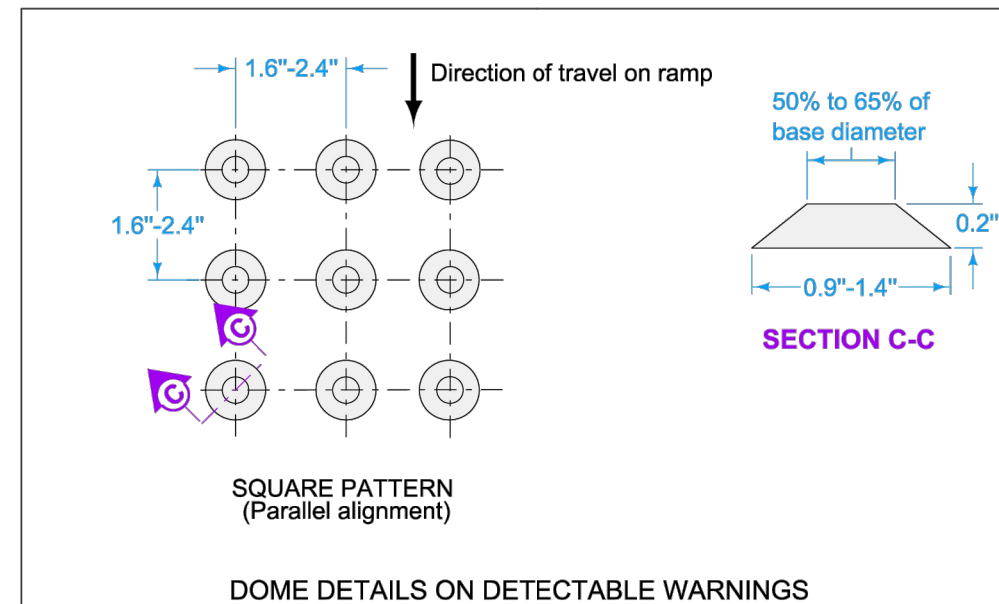 1.6"-2.4"
Direction of travel on ramp
50% to 65% of
base diameter
1.6"-2.4"
0.2"
0.9"-1.4"
C
C
SECTION C-C
SQUARE PATTERN
(Parallel alignment)
DOME DETAILS ON DETECTABLE WARNINGS